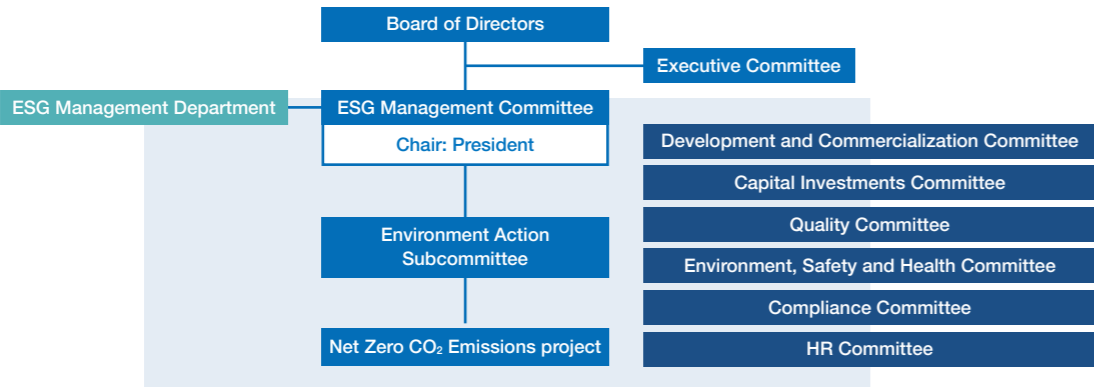 Board of Directors
Executive Committee
ESG Management Department
ESG Management Committee
Chair: President
Development and Commercialization Committee
Capital Investments Committee
Quality Committee
Environment Action
Subcommittee
Environment, Safety and Health Committee
Compliance Committee
Net Zero CO₂ Emissions project
HR Committee